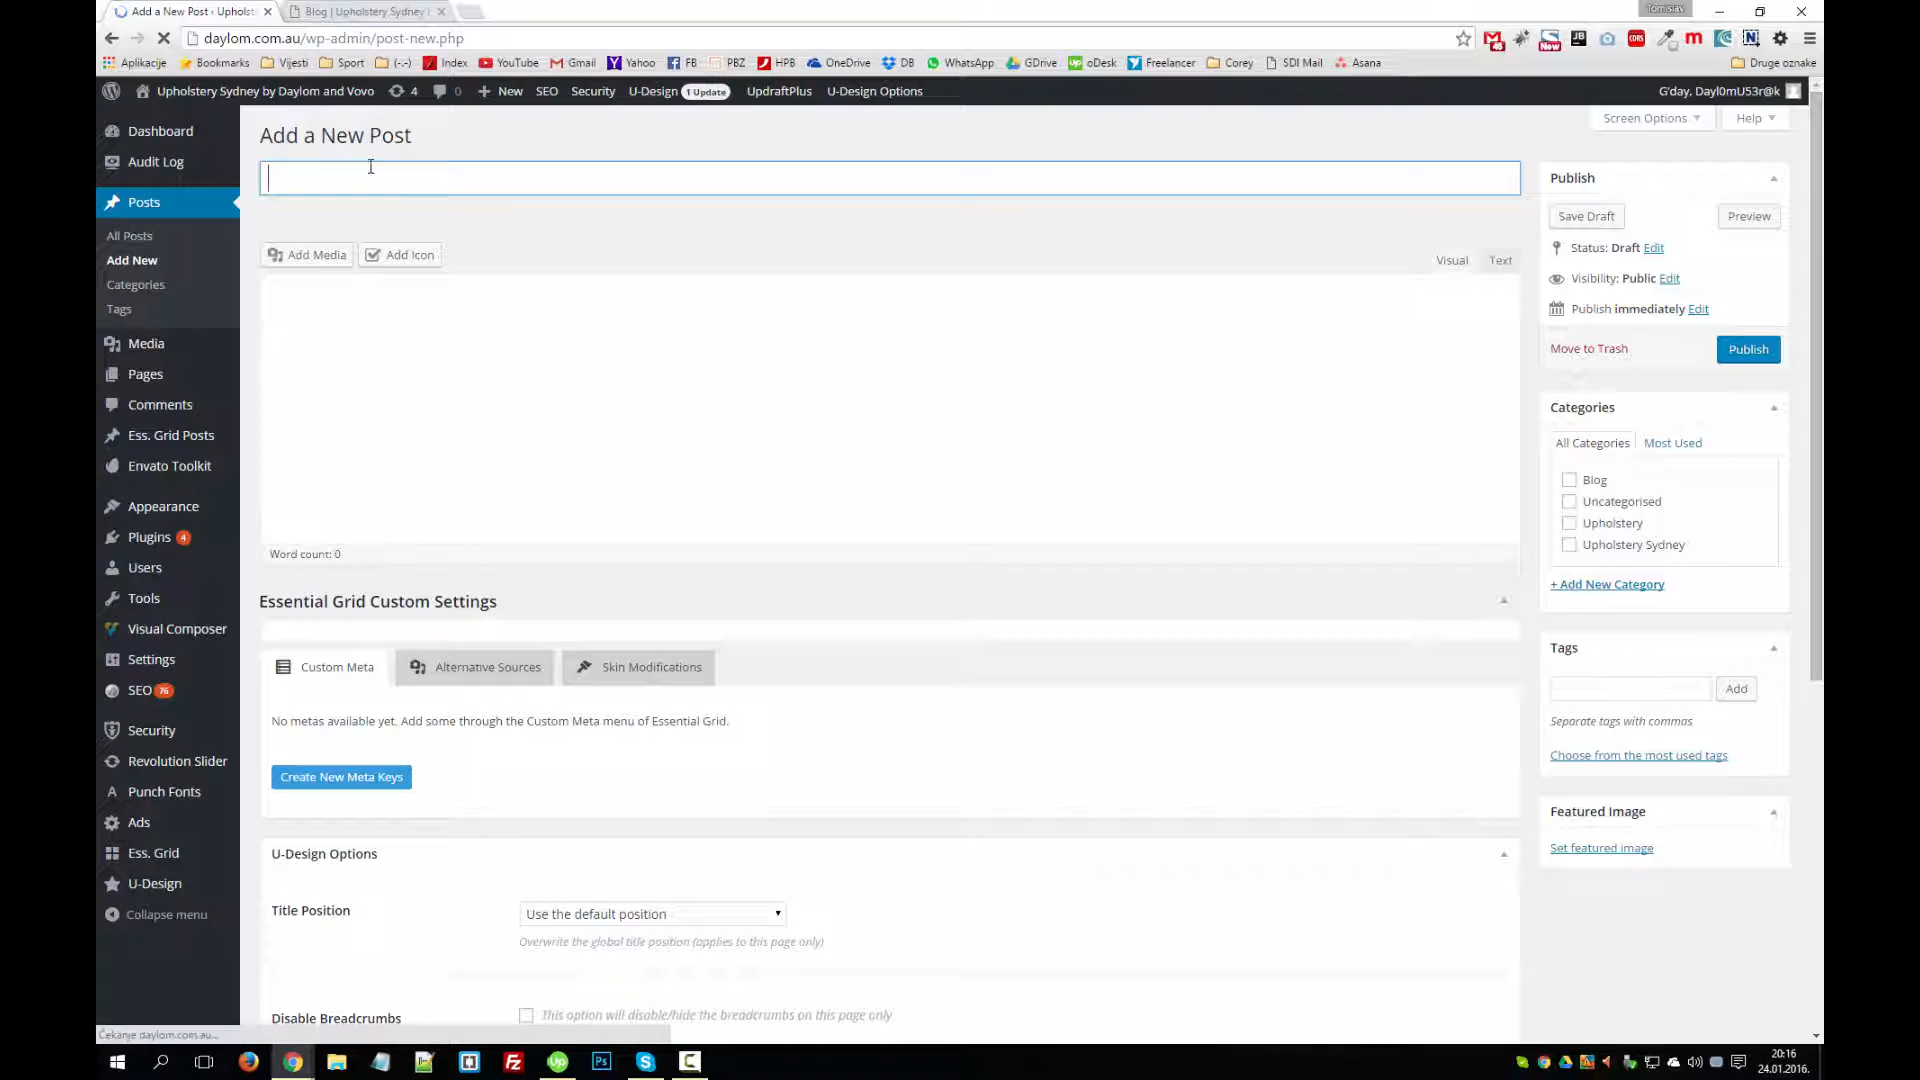 Add a New Post ‹ Uphols
Blog | Upholstery Sydney
Tomislav
daylom.com.au/wp-admin/post-new.php
Aplikacije Bookmarks Vijesti Sport (-.-) Index YouTube Gmail Yahoo FB PBZ HPB OneDrive DB WhatsApp GDrive oDesk Freelancer Corey SDI Mail Asana Druge oznake
Upholstery Sydney by Daylom and Vovo 4 0 New SEO Security U-Design 1 Update UpdraftPlus U-Design Options G'day, Dayl0mU53r@k
Screen Options Help
Dashboard
Audit Log
Posts
All Posts
Add New
Categories
Tags
Media
Pages
Comments
Ess. Grid Posts
Envato Toolkit
Appearance
Plugins 4
Users
Tools
Visual Composer
Settings
SEO 76
Security
Revolution Slider
Punch Fonts
Ads
Ess. Grid
U-Design
Collapse menu
Add a New Post
Add Media Add Icon
Visual Text
Word count: 0
Essential Grid Custom Settings
Custom Meta Alternative Sources Skin Modifications
No metas available yet. Add some through the Custom Meta menu of Essential Grid.
Create New Meta Keys
U-Design Options
Title Position Use the default position
Overwrite the global title position (applies to this page only)
Disable Breadcrumbs This option will disable/hide the breadcrumbs on this page only
Publish
Save Draft Preview
Status: Draft Edit
Visibility: Public Edit
Publish immediately Edit
Move to Trash Publish
Categories
All Categories Most Used
Blog
Uncategorised
Upholstery
Upholstery Sydney
+ Add New Category
Tags
Add
Separate tags with commas
Choose from the most used tags
Featured Image
Set featured image
Čekanje daylom.com.au...
20:16
24.01.2016.